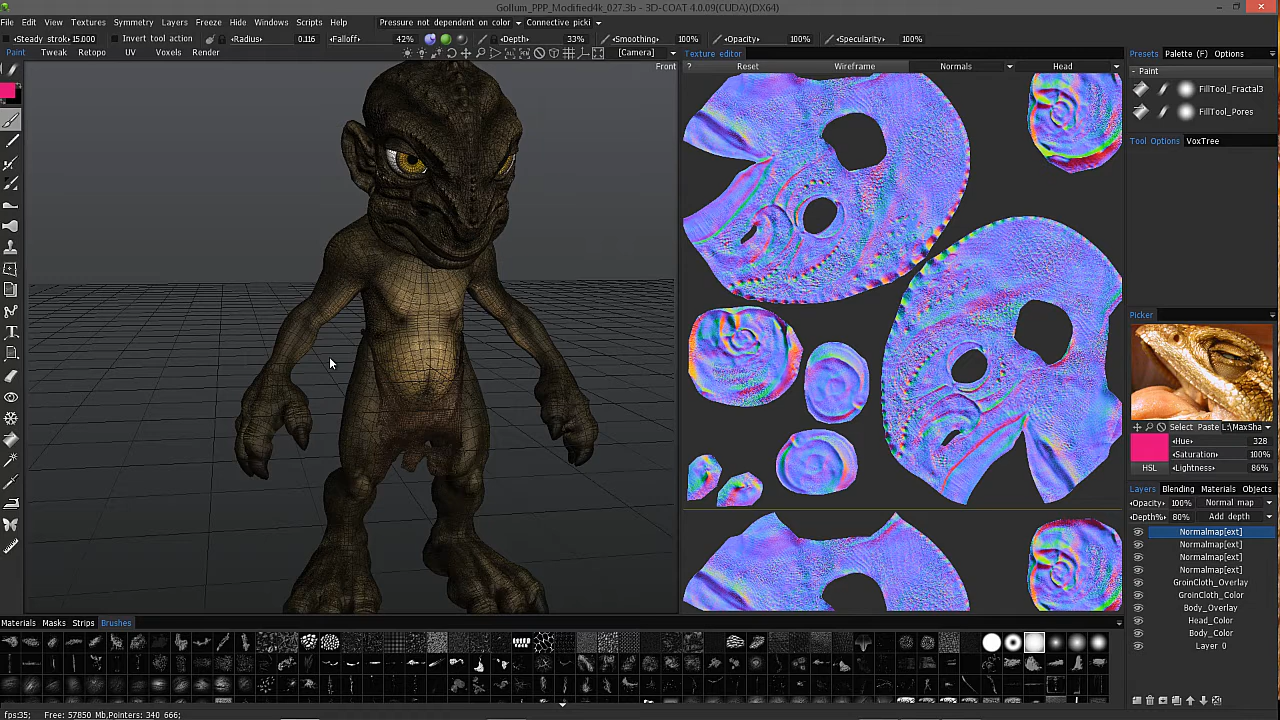 Gollum_PPP_Modified4k_027.3b - 3D-COAT 4.0.09(CUDA)(DX64)
File Edit View Textures Symmetry Layers Freeze Hide Windows Scripts Help Pressure not dependent on color Connective picki
Steady stroke 15.000 Invert tool action Radius: 0.116 Falloff: 42% Depth: 33% Smoothing: 100% Opacity: 100% Specularity: 100%
Paint Tweak Retopo UV Voxels Render [Camera]
Texture editor
Presets Palette (F) Options
Front
? Reset Wireframe Normals Head
Paint
FillTool_Fractal3
FillTool_Pores
Tool Options VoxTree
Picker
Select Paste L:\MaxSha
Hue: 328
Saturation: 100%
HSL Lightness: 86%
Layers Blending Materials Objects
Opacity: 100% Normal map
Depth% 80% Add depth
Normalmap[ext]
Normalmap[ext]
Normalmap[ext]
Normalmap[ext]
GroinCloth_Overlay
GroinCloth_Color
Body_Overlay
Head_Color
Body_Color
Layer 0
Materials Masks Strips Brushes
fps:35; Free: 57850 Mb,Pointers: 340 666;